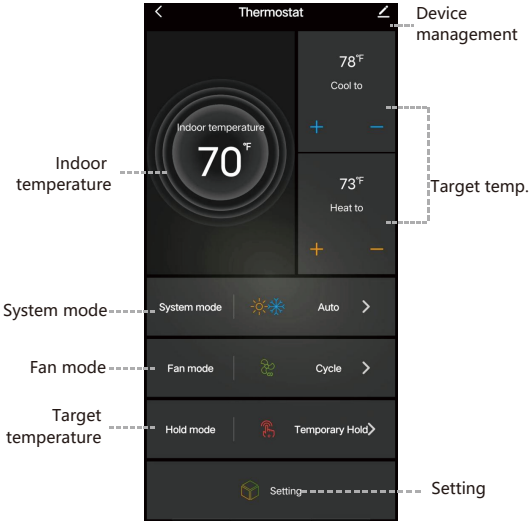 Thermostat
Device
management
78°F
Cool to
+ −
Indoor temperature
70°F
Indoor
temperature
73°F
Heat to
+ −
Target temp.
System mode
System mode
Auto
Fan mode
Fan mode
Cycle
Target
temperature
Hold mode
Temporary Hold
Setting
Setting